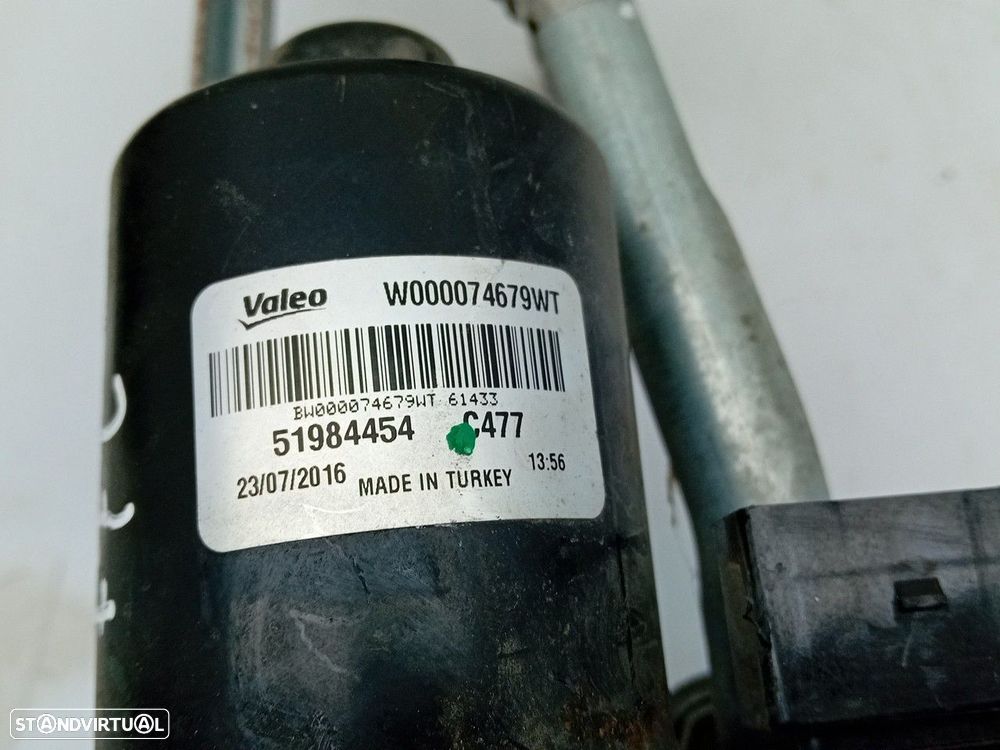 Valeo W000074679WT
BW000074679WT 61433
51984454 C477
23/07/2016 MADE IN TURKEY 13:56
STANDVIRTUAL